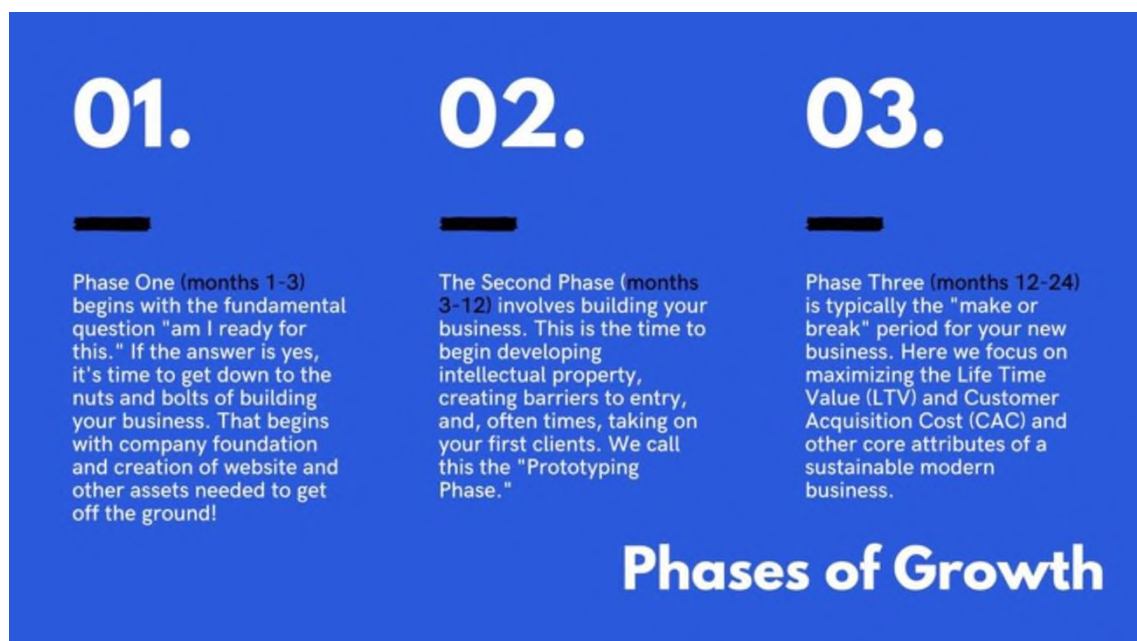 01.
Phase One (months 1-3)
begins with the fundamental
question "am I ready for
this." If the answer is yes,
it's time to get down to the
nuts and bolts of building
your business. That begins
with company foundation
and creation of website and
other assets needed to get
off the ground!
02.
The Second Phase (months
3-12) involves building your
business. This is the time to
begin developing
intellectual property,
creating barriers to entry,
and, often times, taking on
your first clients. We call
this the "Prototyping
Phase."
03.
Phase Three (months 12-24)
is typically the "make or
break" period for your new
business. Here we focus on
maximizing the Life Time
Value (LTV) and Customer
Acquisition Cost (CAC) and
other core attributes of a
sustainable modern
business.
Phases of Growth